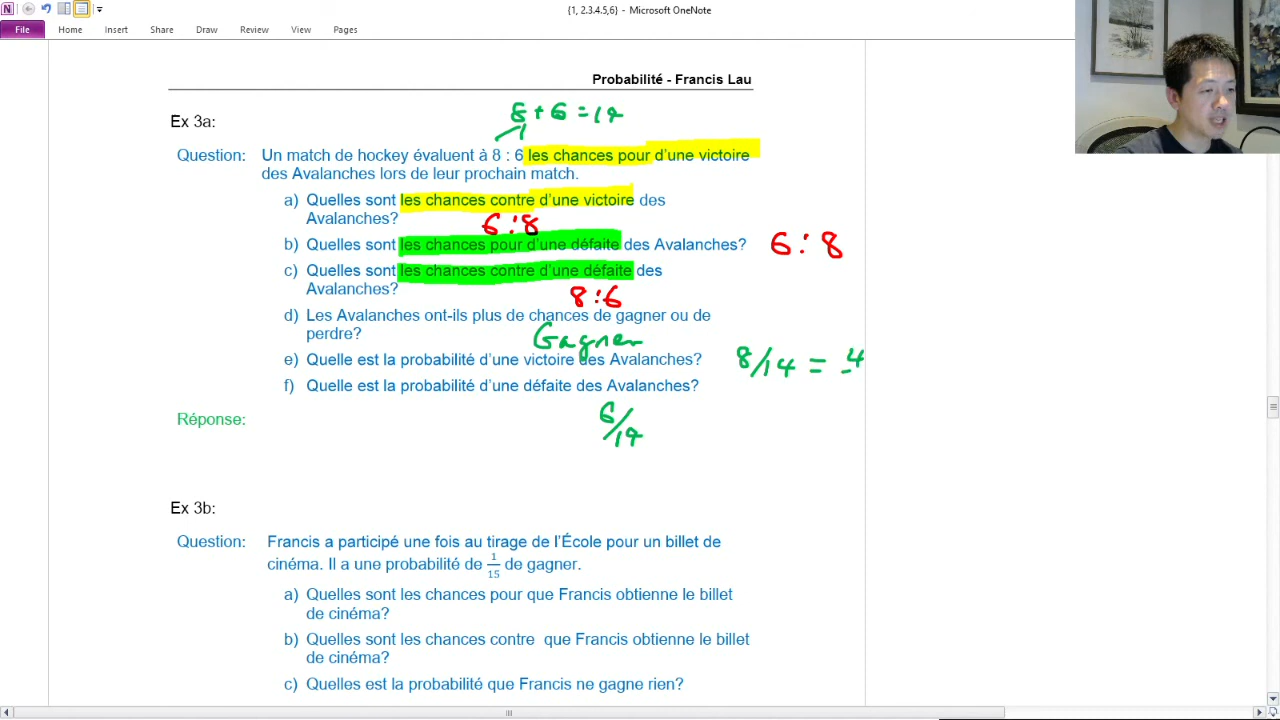 {1, 2.3.4.5,6} - Microsoft OneNote
File Home Insert Share Draw Review View Pages
Probabilité - Francis Lau
8 + 6 = 14
Ex 3a:
Question: Un match de hockey évaluent à 8 : 6 les chances pour d'une victoire
des Avalanches lors de leur prochain match.
a) Quelles sont les chances contre d'une victoire des
Avalanches?
6 : 8
b) Quelles sont les chances pour d'une défaite des Avalanches? 6 : 8
c) Quelles sont les chances contre d'une défaite des
Avalanches?
8 : 6
d) Les Avalanches ont-ils plus de chances de gagner ou de
perdre?
Gagner
e) Quelle est la probabilité d'une victoire des Avalanches? 8/14 = 4
f) Quelle est la probabilité d'une défaite des Avalanches?
6/14
Réponse:
Ex 3b:
Question: Francis a participé une fois au tirage de l'École pour un billet de
cinéma. Il a une probabilité de 1/15 de gagner.
a) Quelles sont les chances pour que Francis obtienne le billet
de cinéma?
b) Quelles sont les chances contre que Francis obtienne le billet
de cinéma?
c) Quelles est la probabilité que Francis ne gagne rien?